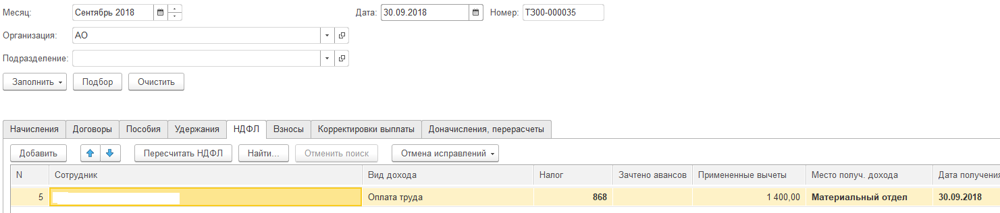 Месяц: Сентябрь 2018 Дата: 30.09.2018 Номер: ТЗ00-000035
Организация: АО
Подразделение:
Заполнить Подбор Очистить
Начисления Договоры Пособия Удержания НДФЛ Взносы Корректировки выплаты Доначисления, перерасчеты
Добавить Пересчитать НДФЛ Найти... Отменить поиск Отмена исправлений
N Сотрудник Вид дохода Налог Зачтено авансов Примененные вычеты Место получ. дохода Дата получения
5 Оплата труда 868 1 400,00 Материальный отдел 30.09.2018